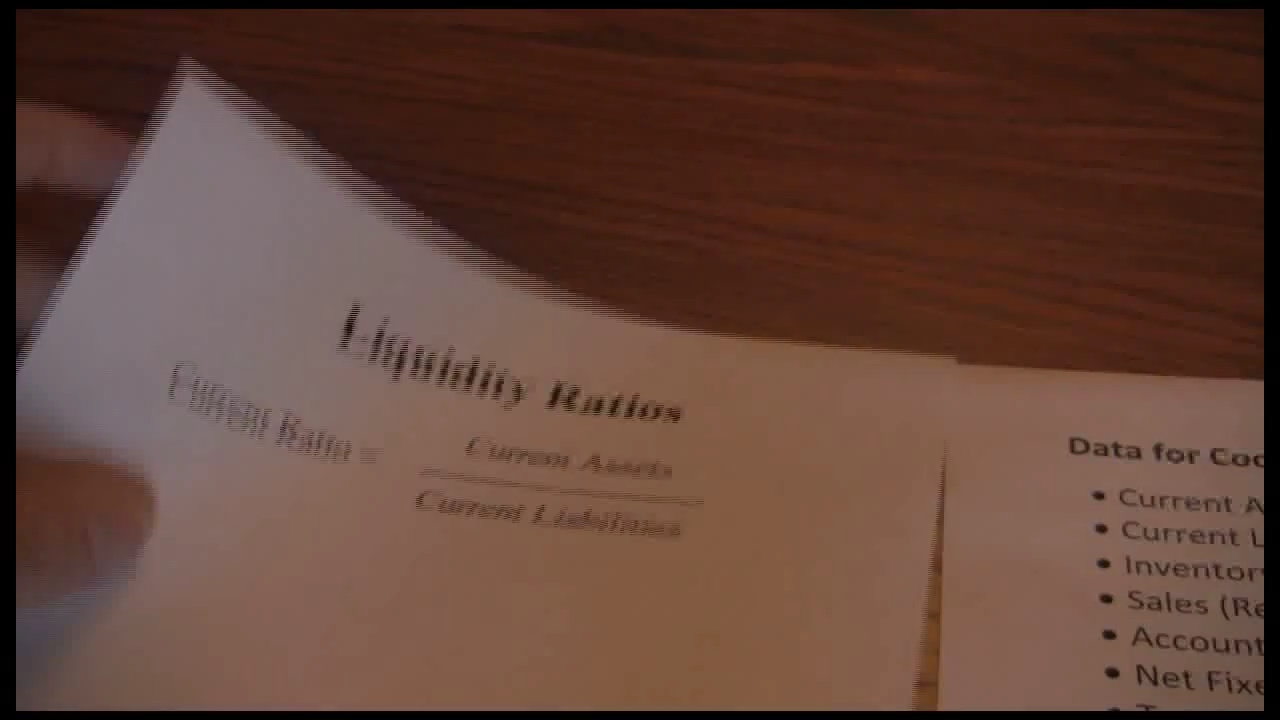 Liquidity Ratios
Current Ratio =
Current Assets
Current Liabilities
Data for Coc
• Current A
• Current L
• Inventor
• Sales (Re
• Account
• Net Fixe